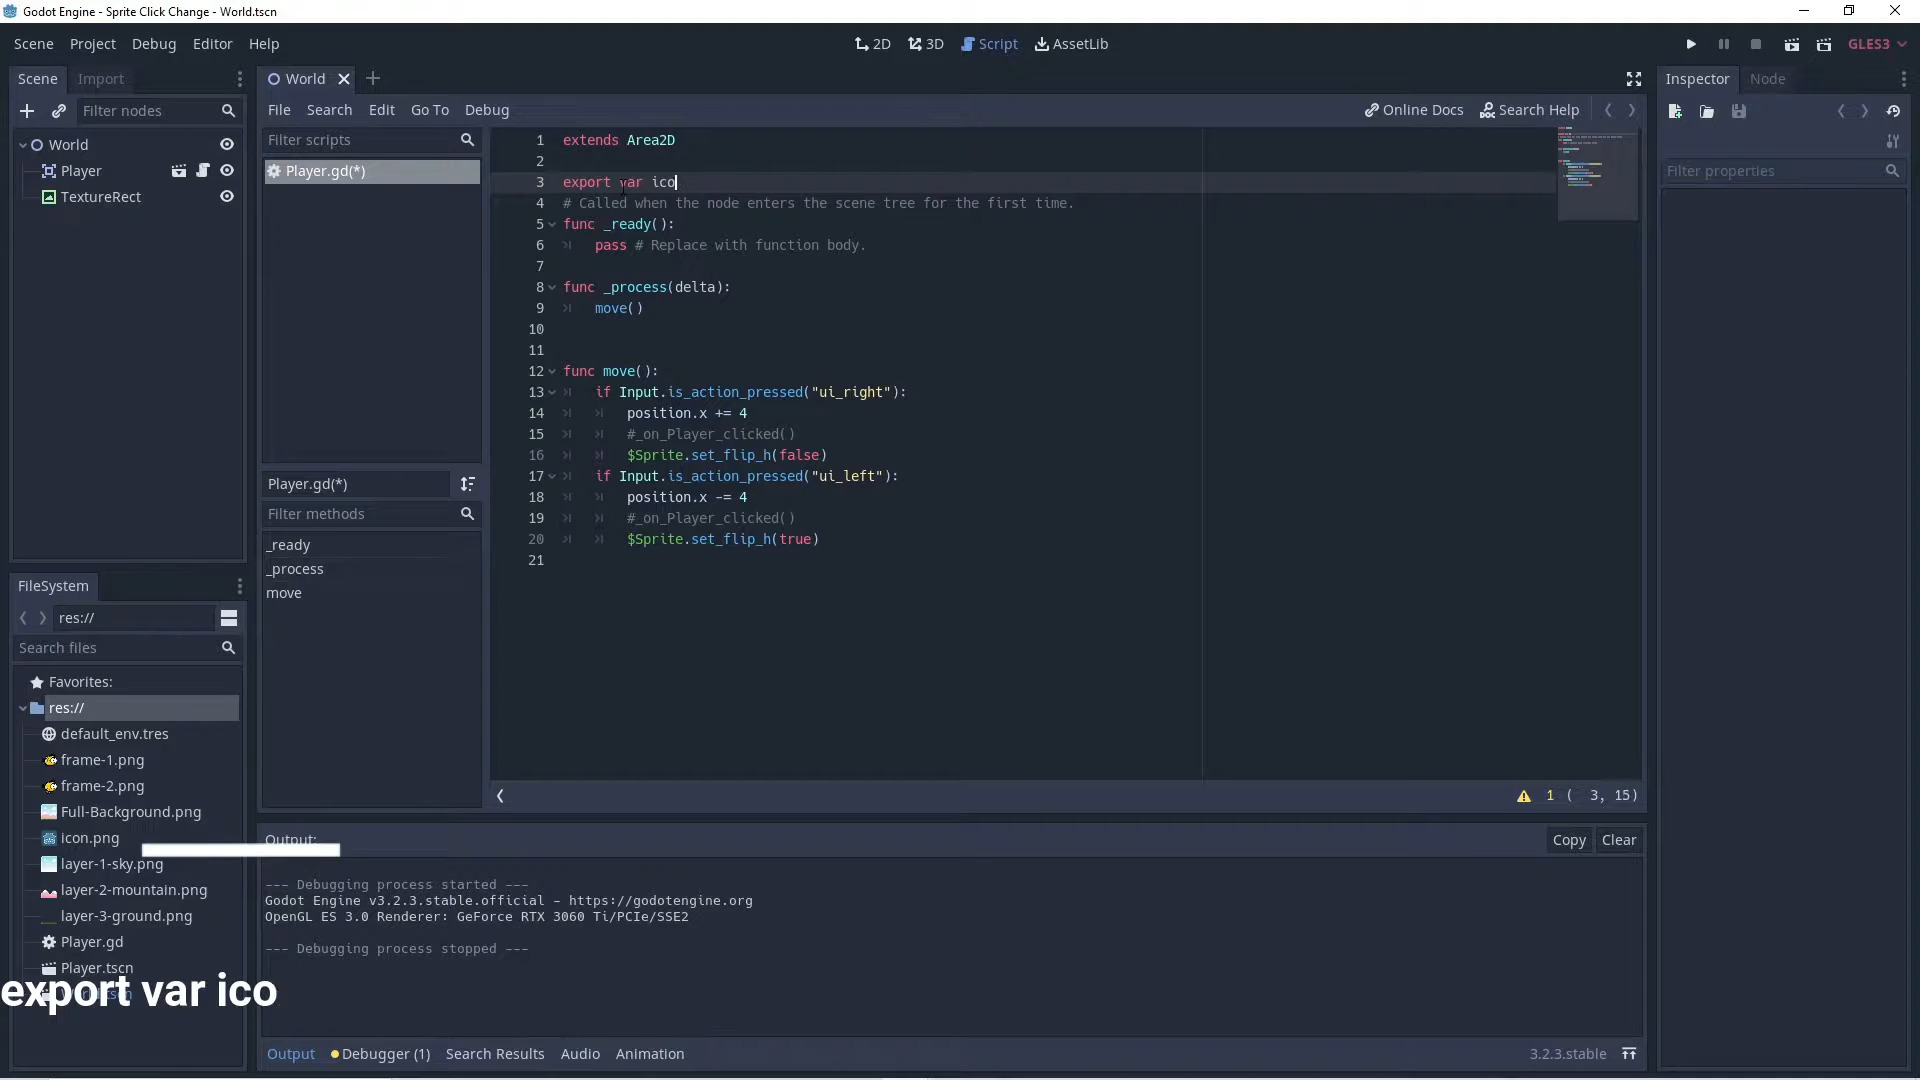 Godot Engine - Sprite Click Change - World.tscn
Scene Project Debug Editor Help
2D 3D Script AssetLib
GLES3
Scene Import
World
Inspector Node
Filter nodes
File Search Edit Go To Debug
Online Docs Search Help
World
Player
TextureRect
Filter scripts
Player.gd(*)
Filter properties
1 extends Area2D
2
3 export var ico
4 # Called when the node enters the scene tree for the first time.
5 func _ready():
6 pass # Replace with function body.
7
8 func _process(delta):
9 move()
10
11
12 func move():
13 if Input.is_action_pressed("ui_right"):
14 position.x += 4
15 #_on_Player_clicked()
16 $Sprite.set_flip_h(false)
17 if Input.is_action_pressed("ui_left"):
18 position.x -= 4
19 #_on_Player_clicked()
20 $Sprite.set_flip_h(true)
21
Player.gd(*)
Filter methods
_ready
_process
move
1 ( 3, 15)
FileSystem
res://
Search files
Favorites:
res://
default_env.tres
frame-1.png
frame-2.png
Full-Background.png
icon.png
layer-1-sky.png
layer-2-mountain.png
layer-3-ground.png
Player.gd
Player.tscn
export var ico
Output:
Copy Clear
--- Debugging process started ---
Godot Engine v3.2.3.stable.official - https://godotengine.org
OpenGL ES 3.0 Renderer: GeForce RTX 3060 Ti/PCIe/SSE2
--- Debugging process stopped ---
Output Debugger (1) Search Results Audio Animation
3.2.3.stable